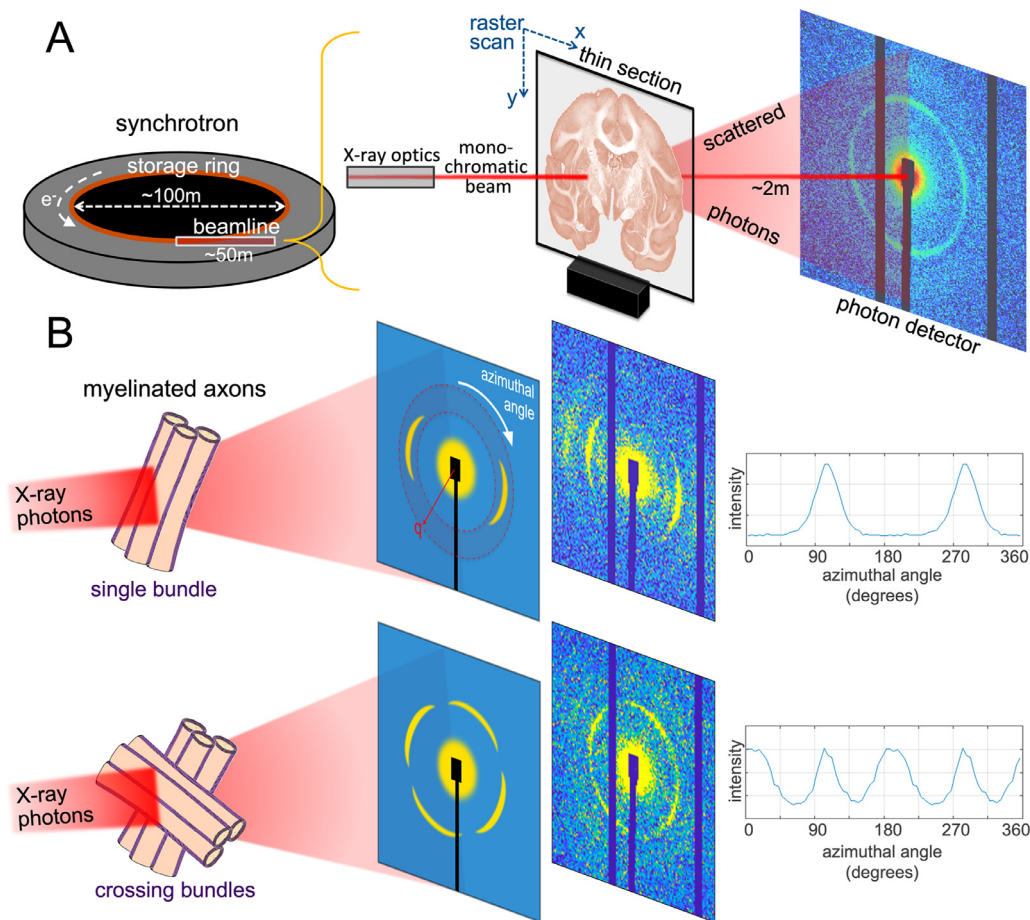 A
synchrotron
storage ring
e-
~100m
beamline
~50m
X-ray optics
mono-
chromatic
beam
raster
scan
x
y
thin section
scattered
photons
~2m
photon detector
B
myelinated axons
X-ray
photons
single bundle
azimuthal
angle
q
intensity
0 90 180 270 360
azimuthal angle
(degrees)
X-ray
photons
crossing bundles
intensity
0 90 180 270 360
azimuthal angle
(degrees)